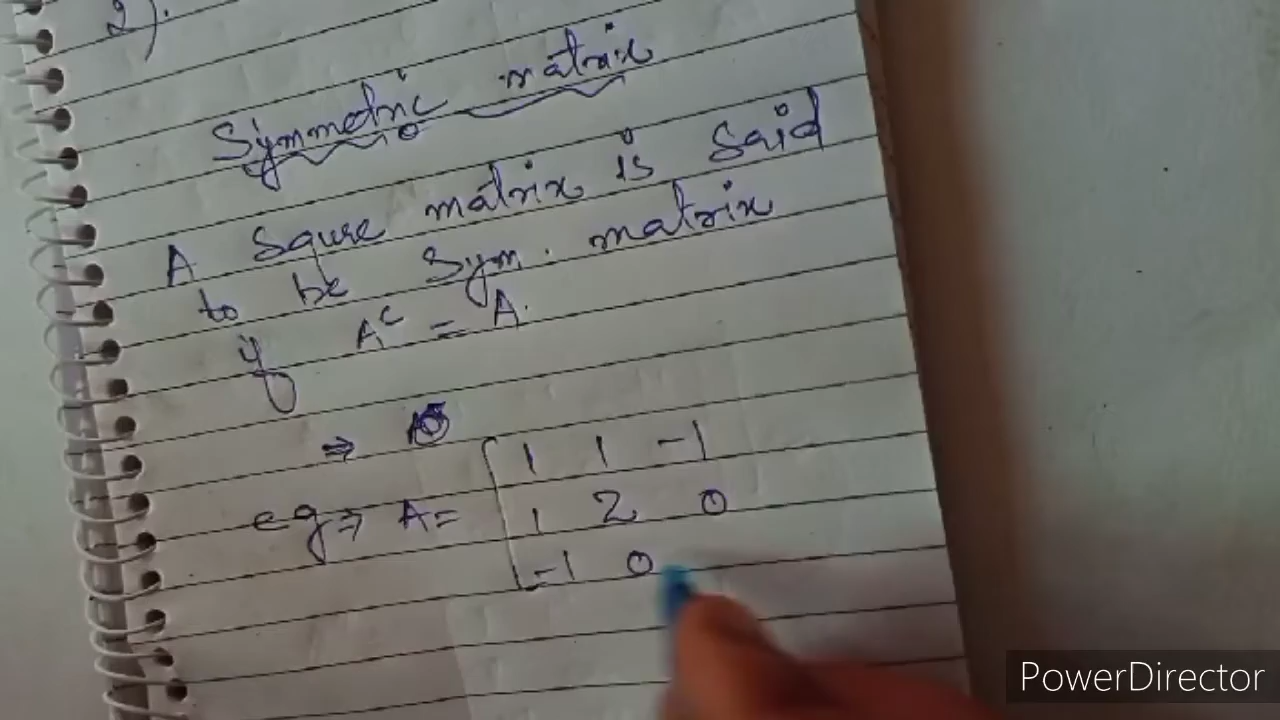 2).
Symmetric matrix
A Squre matrix is said
to be Sym. matrix
if A^c = A.
⇒
eg ⇒ A = [ 1 1 -1
1 2 0
-1 0
PowerDirector